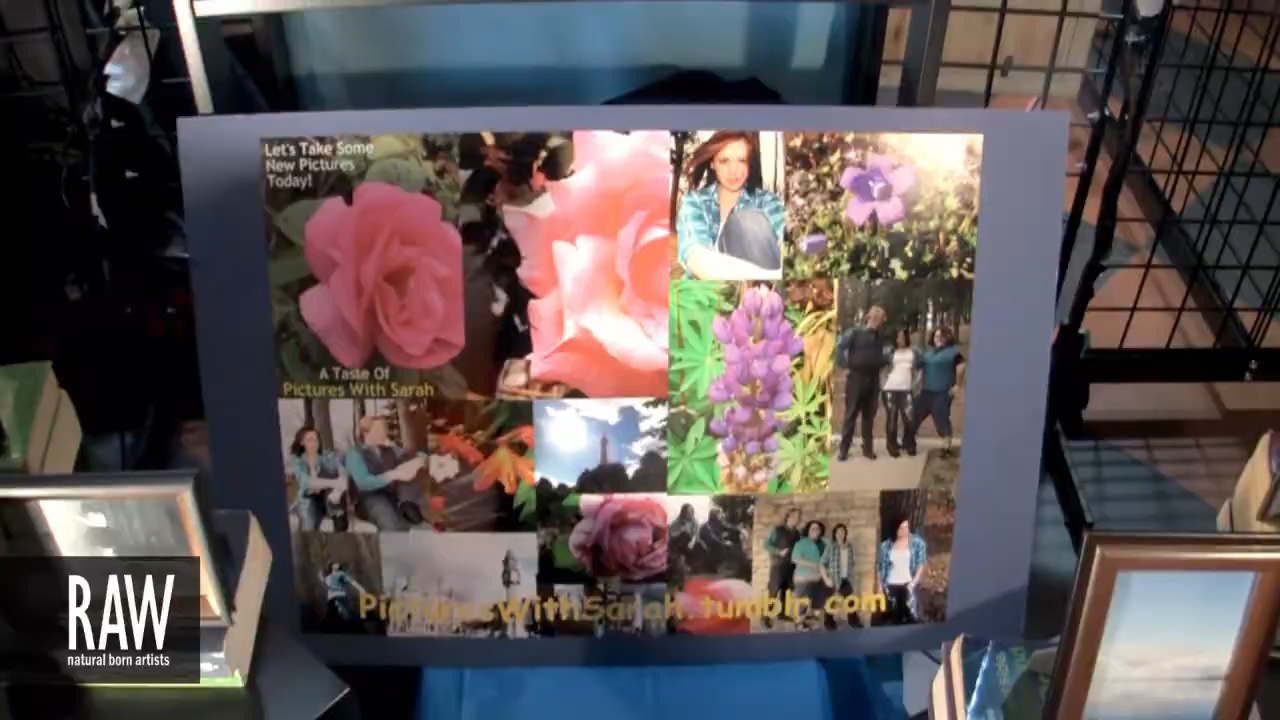 Let's Take Some
New Pictures
Today!
A Taste Of
Pictures With Sarah
PicturesWithSarah.tumblr.com
RAW
natural born artists